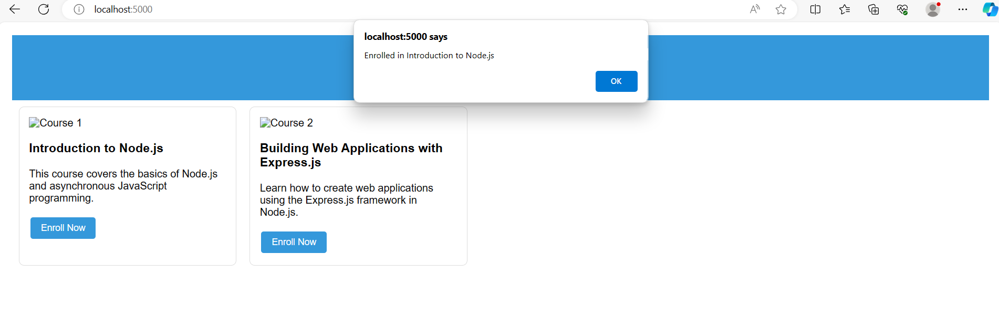 localhost:5000
localhost:5000 says
Enrolled in Introduction to Node.js
OK
Course 1
Introduction to Node.js
This course covers the basics of Node.js
and asynchronous JavaScript
programming.
Enroll Now
Course 2
Building Web Applications with
Express.js
Learn how to create web applications
using the Express.js framework in
Node.js.
Enroll Now